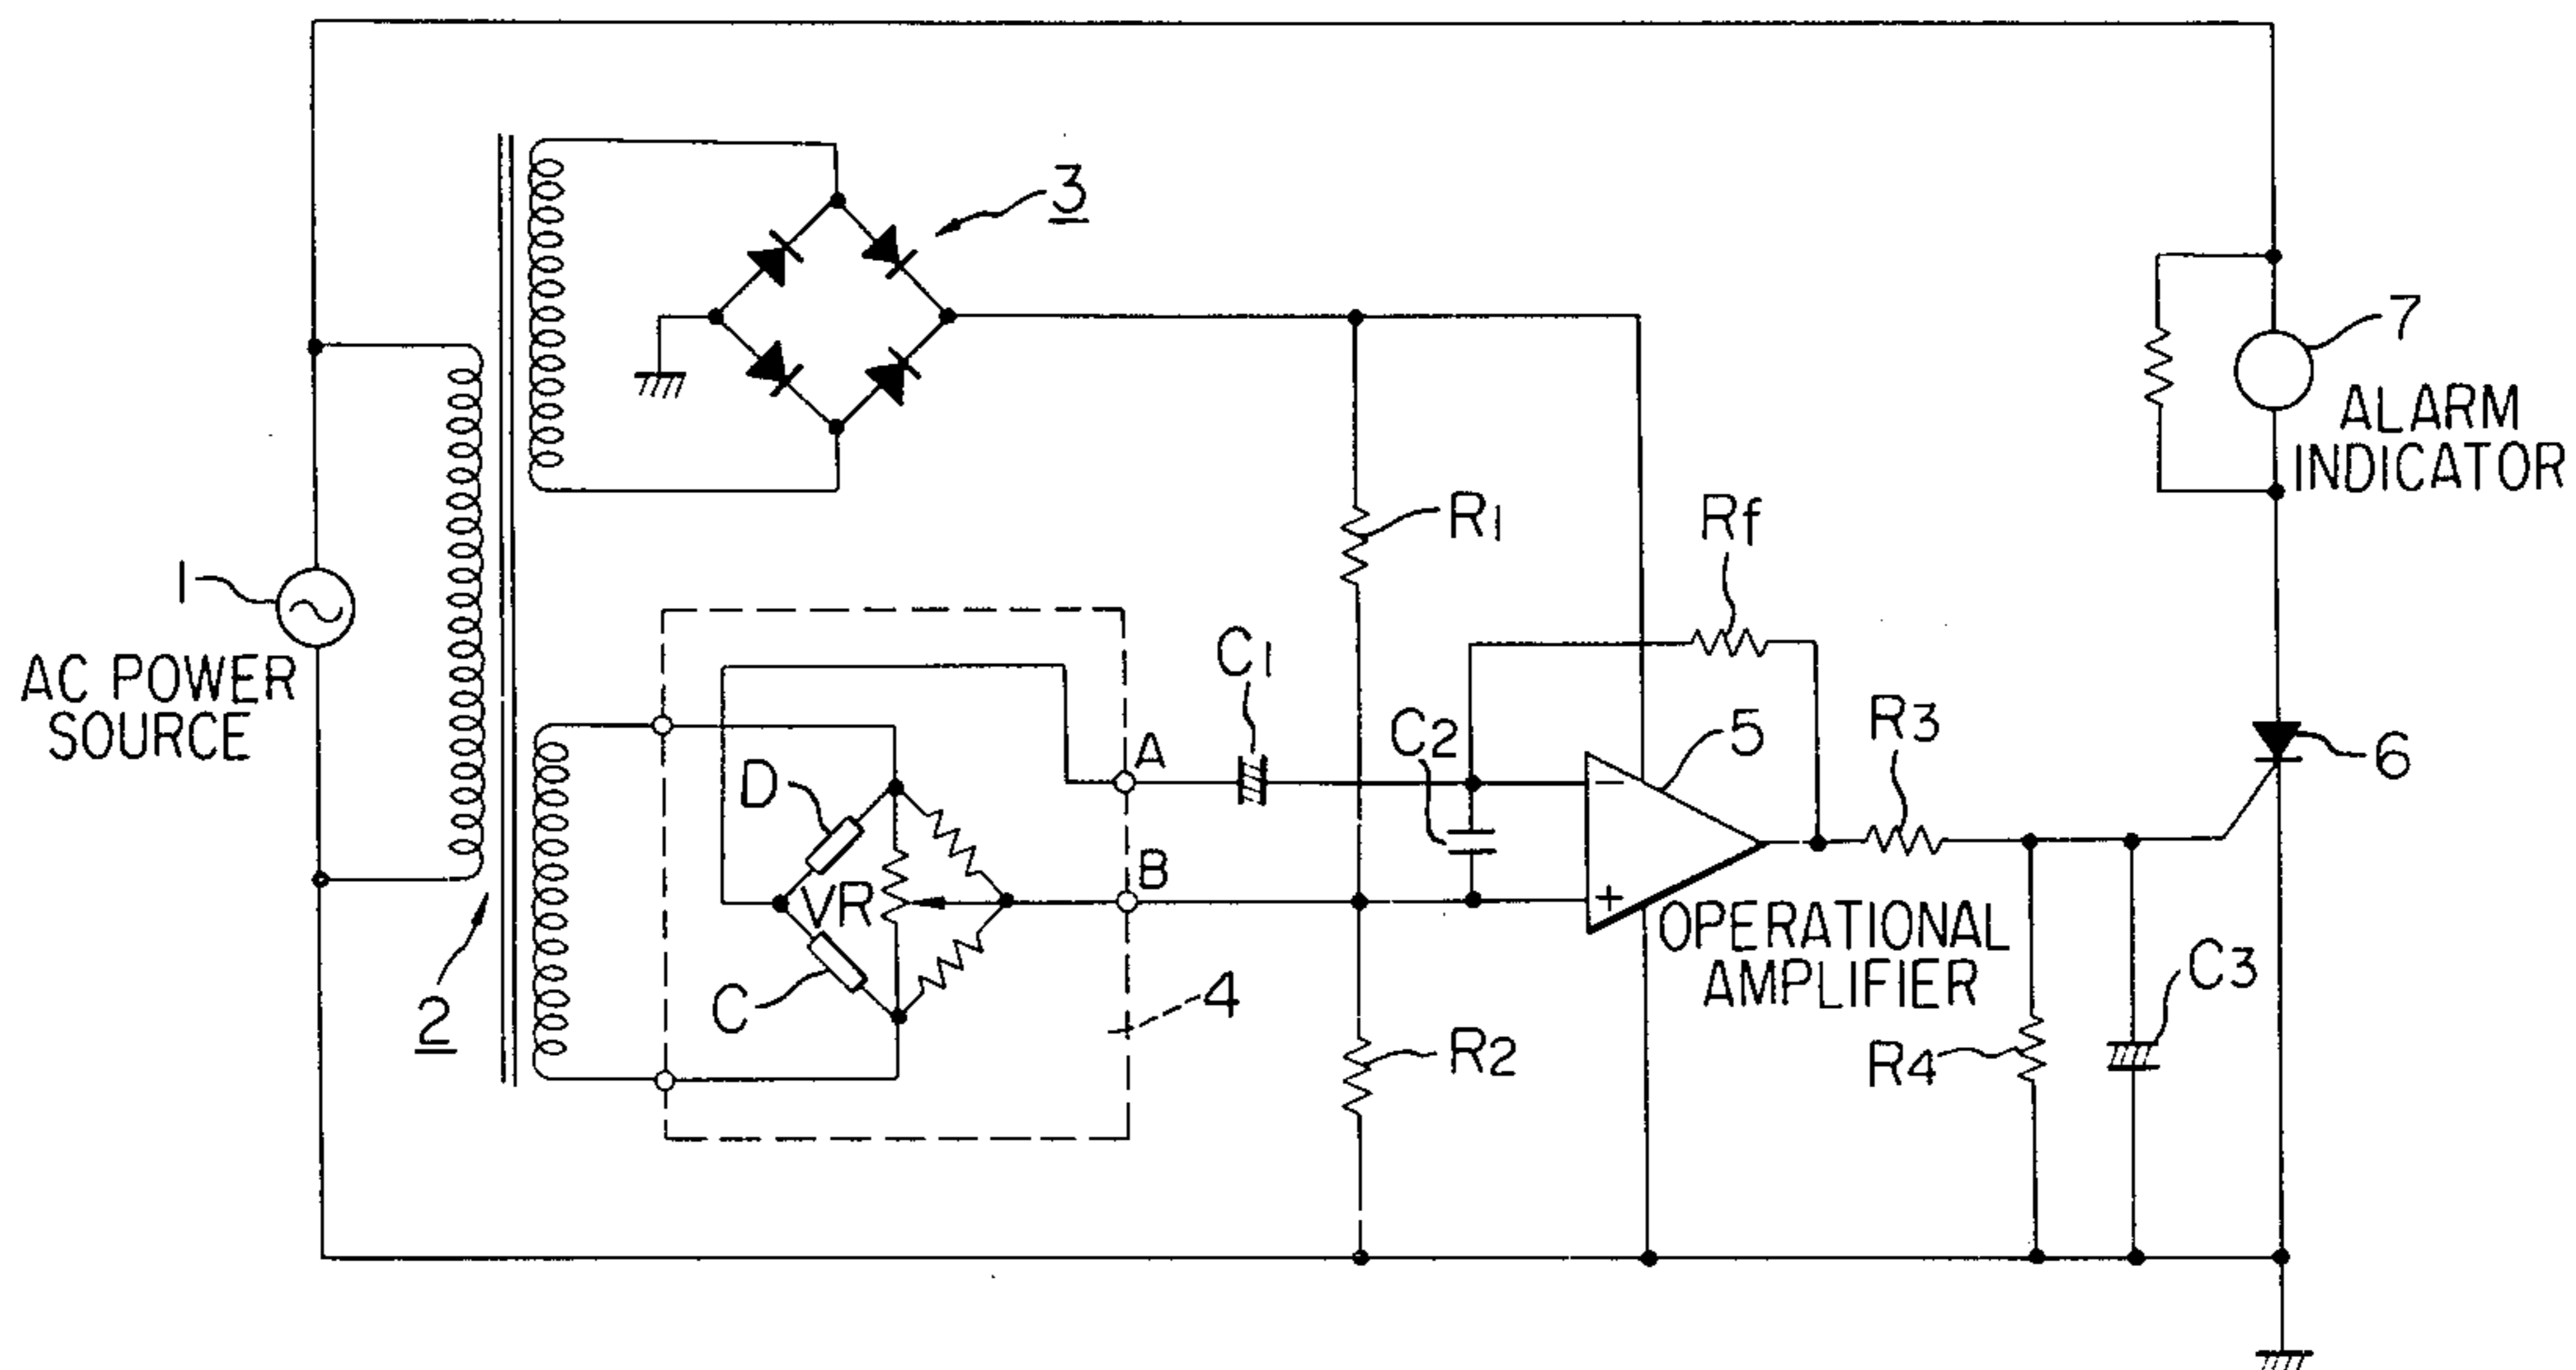 3
7
ALARM
INDICATOR
R1
Rf
1
AC POWER
SOURCE
C1
A
C2
5
R3
6
D
B
VR
+
−
OPERATIONAL
AMPLIFIER
C
4
2
R2
R4
C3